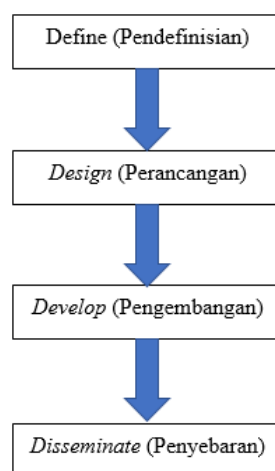 Define (Pendefinisian)
Design (Perancangan)
Develop (Pengembangan)
Disseminate (Penyebaran)